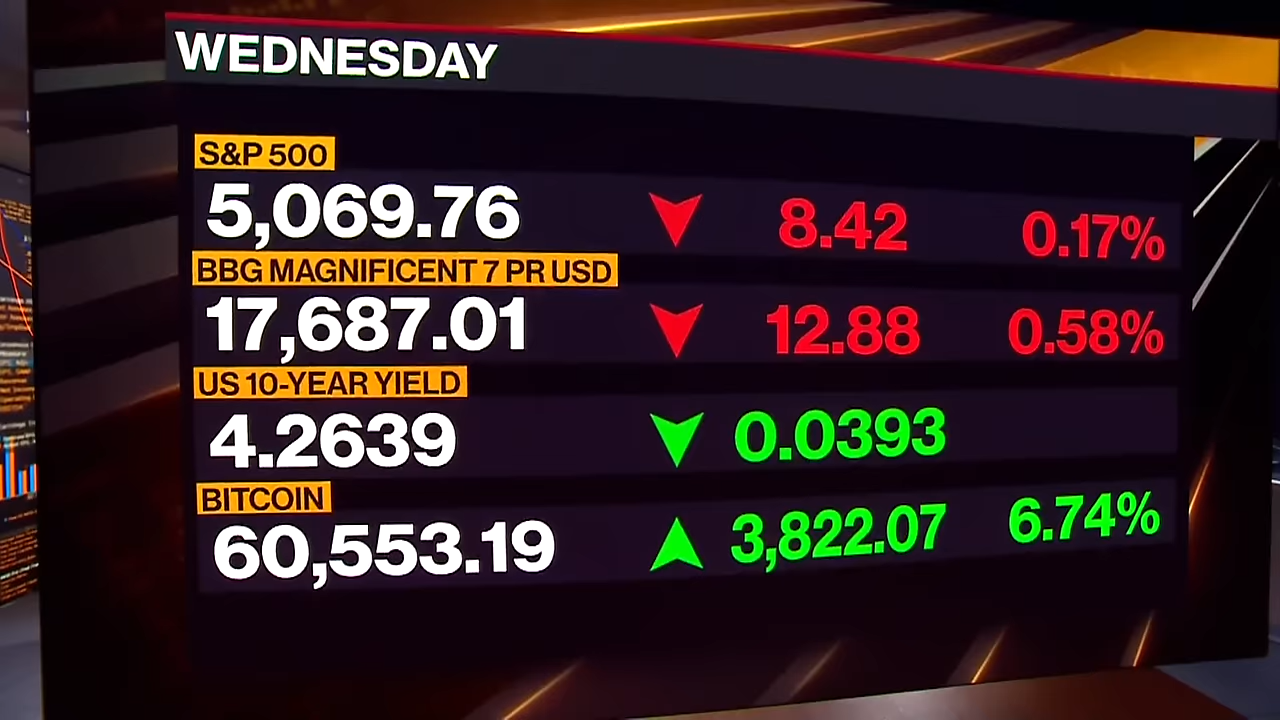 WEDNESDAY
S&P 500
5,069.76 8.42 0.17%
BBG MAGNIFICENT 7 PR USD
17,687.01 12.88 0.58%
US 10-YEAR YIELD
4.2639 0.0393
BITCOIN
60,553.19 3,822.07 6.74%